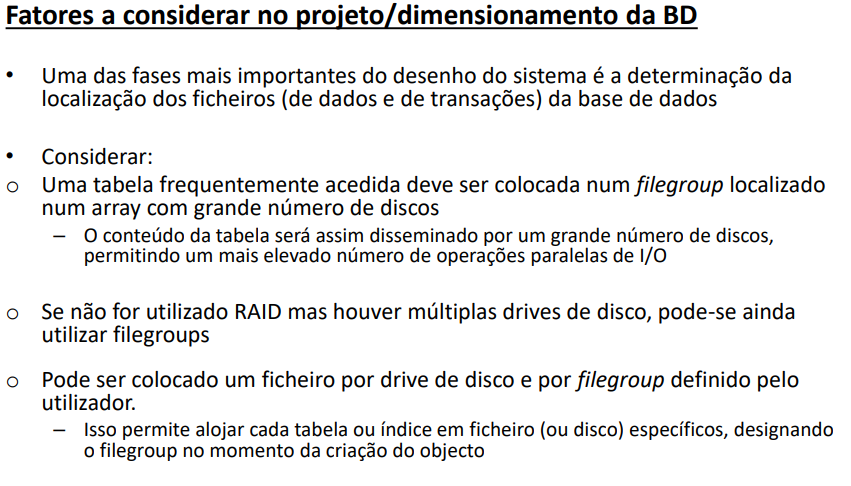 Fatores a considerar no projeto/dimensionamento da BD
• Uma das fases mais importantes do desenho do sistema é a determinação da
localização dos ficheiros (de dados e de transações) da base de dados
• Considerar:
o Uma tabela frequentemente acedida deve ser colocada num filegroup localizado
num array com grande número de discos
– O conteúdo da tabela será assim disseminado por um grande número de discos,
permitindo um mais elevado número de operações paralelas de I/O
o Se não for utilizado RAID mas houver múltiplas drives de disco, pode-se ainda
utilizar filegroups
o Pode ser colocado um ficheiro por drive de disco e por filegroup definido pelo
utilizador.
– Isso permite alojar cada tabela ou índice em ficheiro (ou disco) específicos, designando
o filegroup no momento da criação do objecto